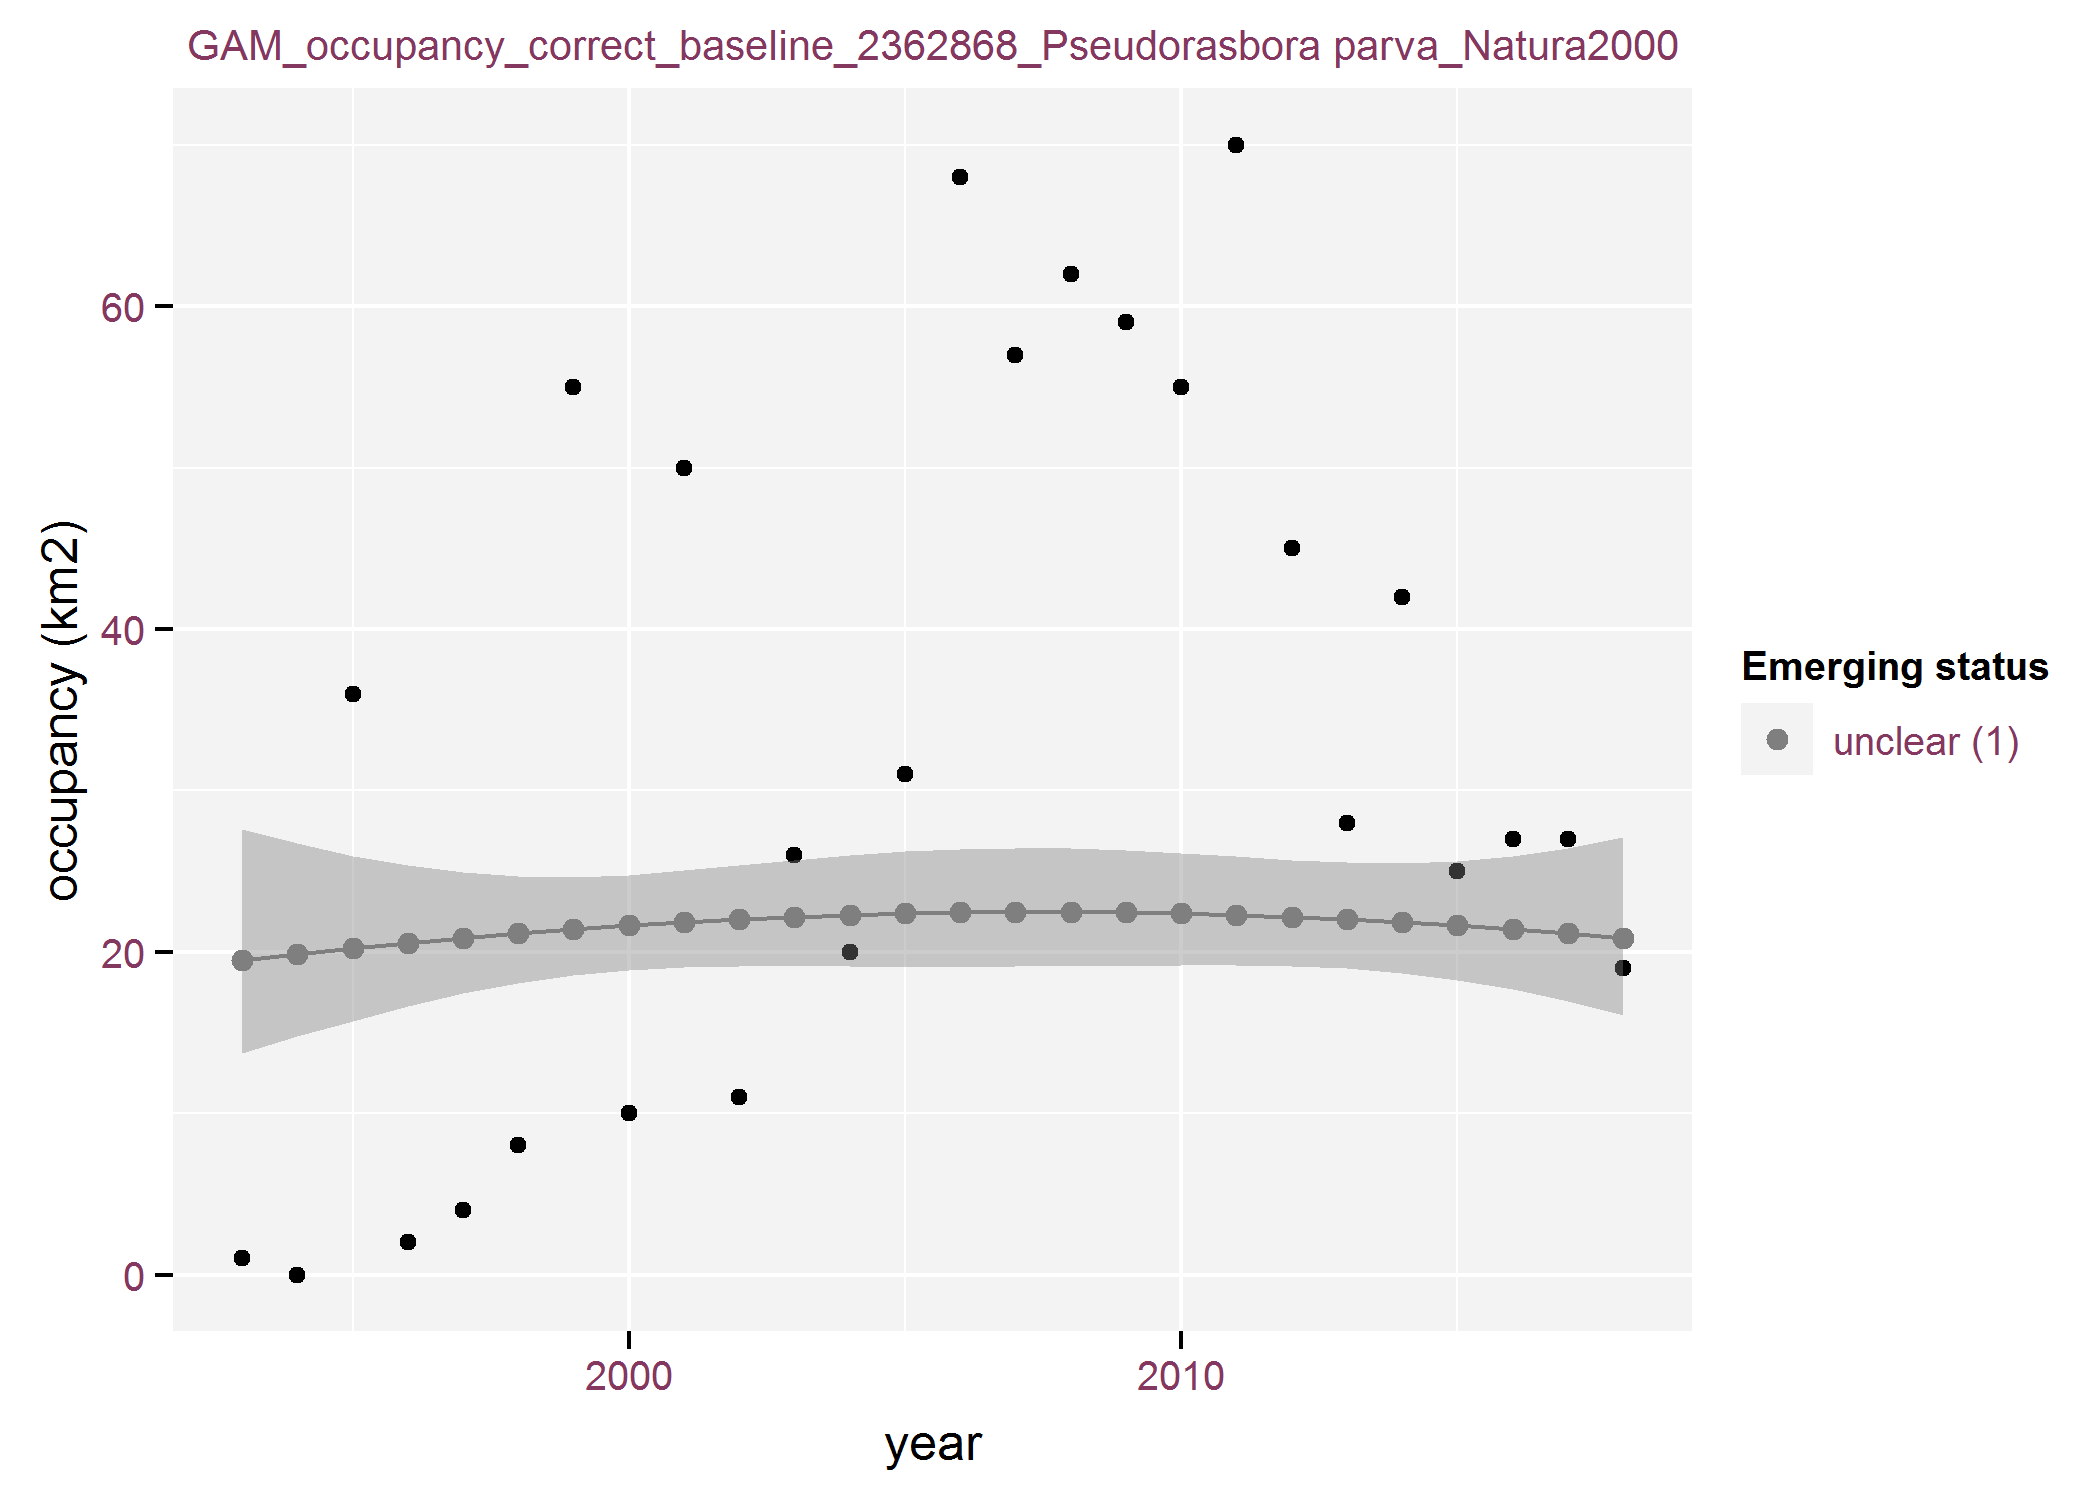 GAM_occupancy_correct_baseline_2362868_Pseudorasbora parva_Natura2000
60
40
20
0
occupancy (km2)
2000
2010
year
Emerging status
unclear (1)